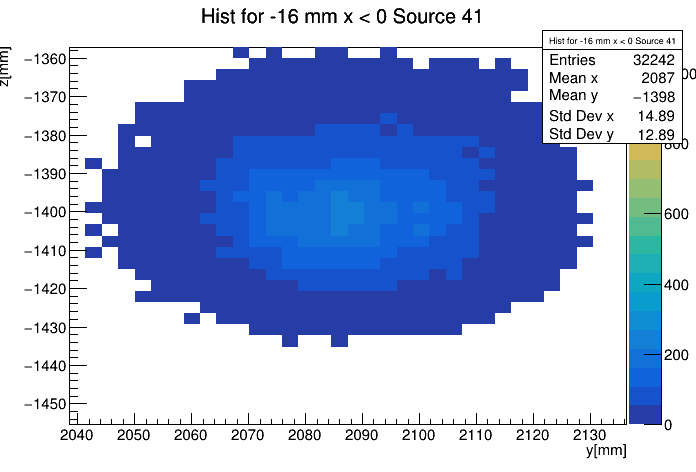 Hist for -16 mm x < 0 Source 41
z[mm]
−1360
−1370
−1380
−1390
−1400
−1410
−1420
−1430
−1440
−1450
2040 2050 2060 2070 2080 2090 2100 2110 2120 2130
y[mm]
Hist for -16 mm x < 0 Source 41
Entries 32242
Mean x 2087
Mean y −1398
Std Dev x 14.89
Std Dev y 12.89
600
400
200
0